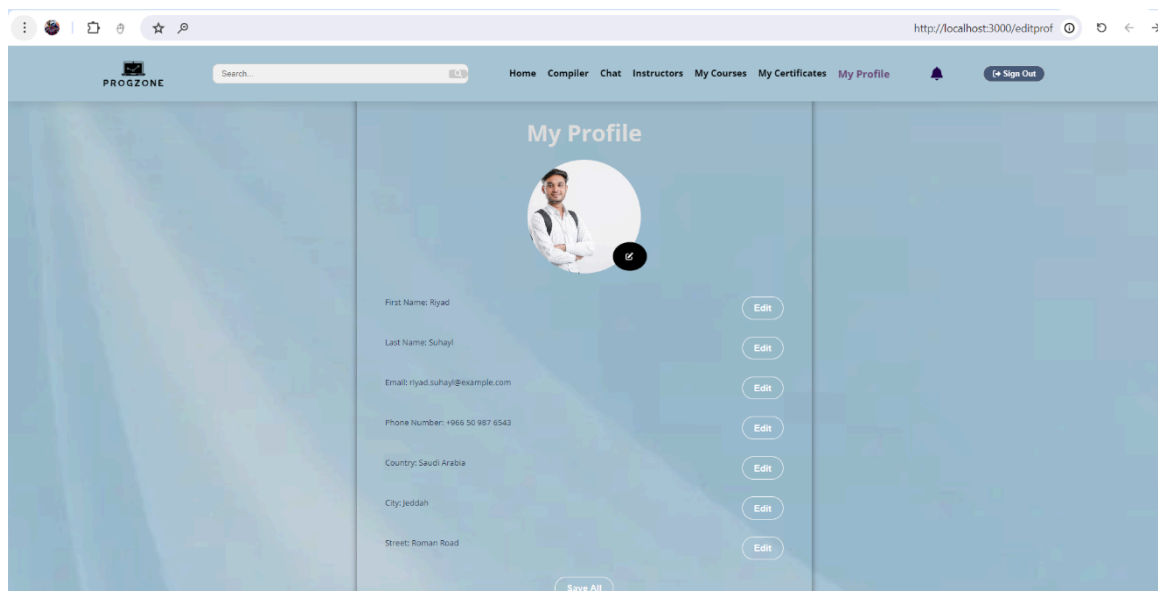 http://localhost:3000/editprof
PROGZONE
Search...
Home Compiler Chat Instructors My Courses My Certificates My Profile
Sign Out
My Profile
First Name: Riyad
Edit
Last Name: Suhayl
Edit
Email: riyad.suhayl@example.com
Edit
Phone Number: +966 50 987 6543
Edit
Country: Saudi Arabia
Edit
City: Jeddah
Edit
Street: Roman Road
Edit
Save All